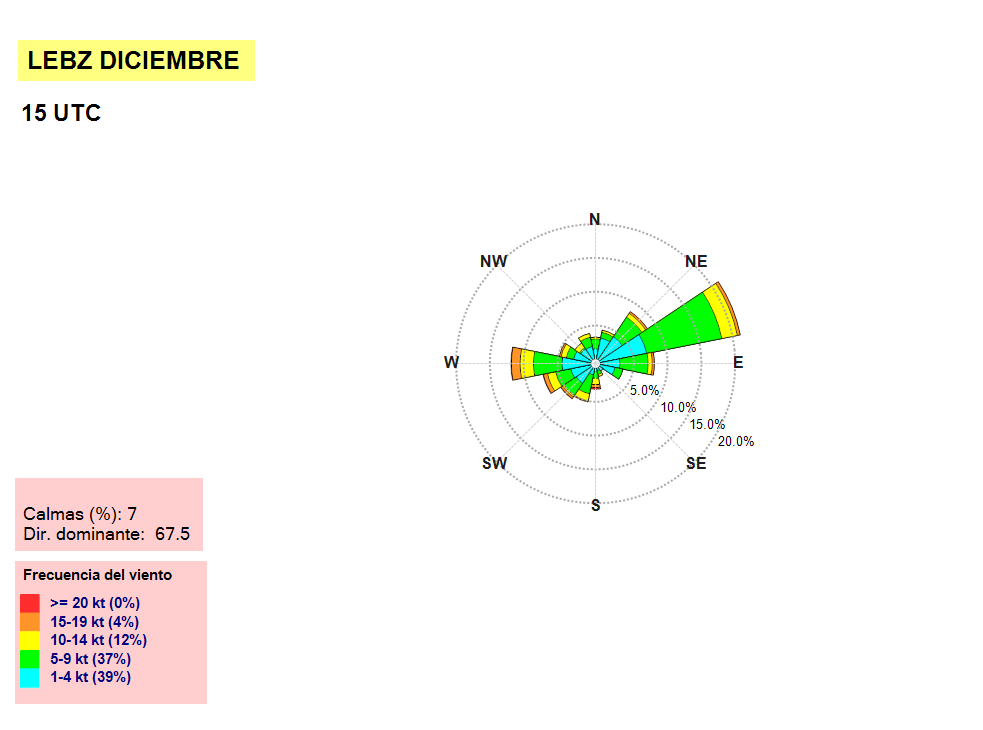 LEBZ DICIEMBRE
15 UTC
N
NW
NE
W
E
5.0%
10.0%
15.0%
20.0%
SW
SE
S
Calmas (%): 7
Dir. dominante: 67.5
Frecuencia del viento
>= 20 kt (0%)
15-19 kt (4%)
10-14 kt (12%)
5-9 kt (37%)
1-4 kt (39%)